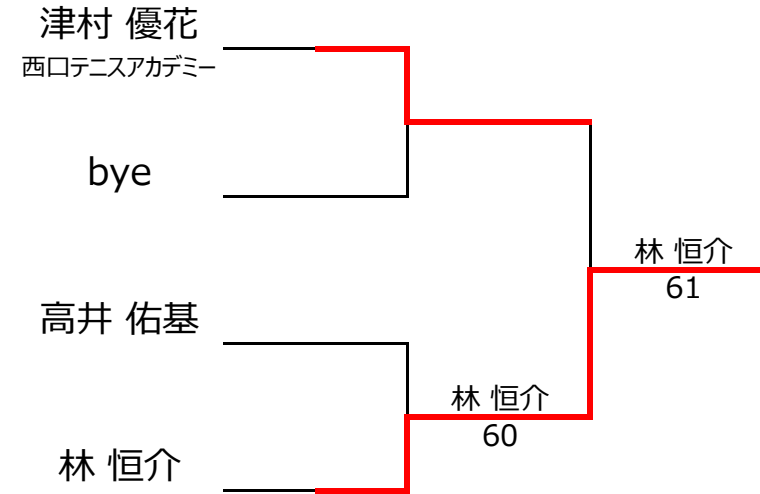 津村 優花
西口テニスアカデミー
bye
高井 佑基
林 恒介
林 恒介
60
林 恒介
61